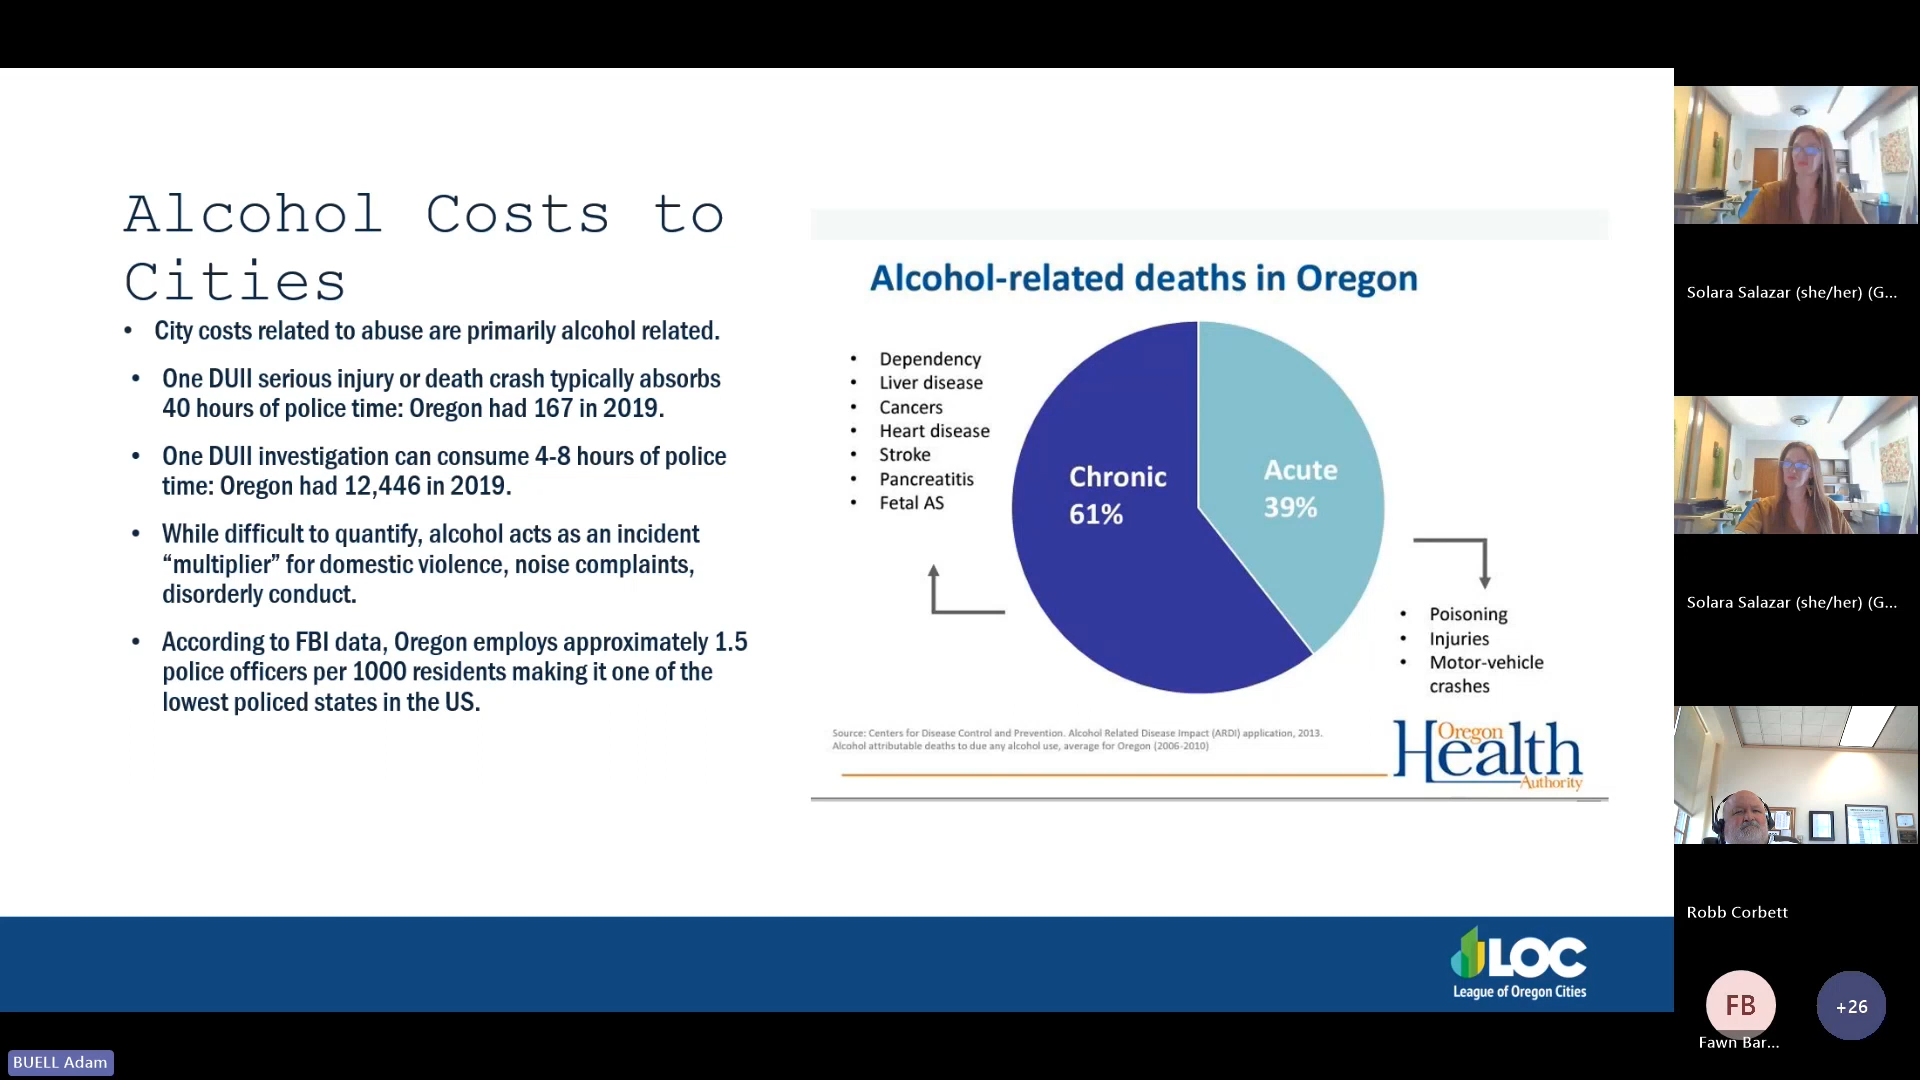 Alcohol Costs to
Cities
• City costs related to abuse are primarily alcohol related.
• One DUII serious injury or death crash typically absorbs
40 hours of police time: Oregon had 167 in 2019.
• One DUII investigation can consume 4-8 hours of police
time: Oregon had 12,446 in 2019.
• While difficult to quantify, alcohol acts as an incident
“multiplier” for domestic violence, noise complaints,
disorderly conduct.
• According to FBI data, Oregon employs approximately 1.5
police officers per 1000 residents making it one of the
lowest policed states in the US.
Alcohol-related deaths in Oregon
• Dependency
• Liver disease
• Cancers
• Heart disease
• Stroke
• Pancreatitis
• Fetal AS
Chronic
61%
Acute
39%
• Poisoning
• Injuries
• Motor-vehicle
crashes
Source: Centers for Disease Control and Prevention. Alcohol Related Disease Impact (ARDI) application, 2013.
Alcohol attributable deaths to due any alcohol use, average for Oregon (2006-2010)
Oregon
Health
Authority
LOC
League of Oregon Cities
Solara Salazar (she/her) (G...
Solara Salazar (she/her) (G...
Robb Corbett
FB
+26
Fawn Bar...
BUELL Adam